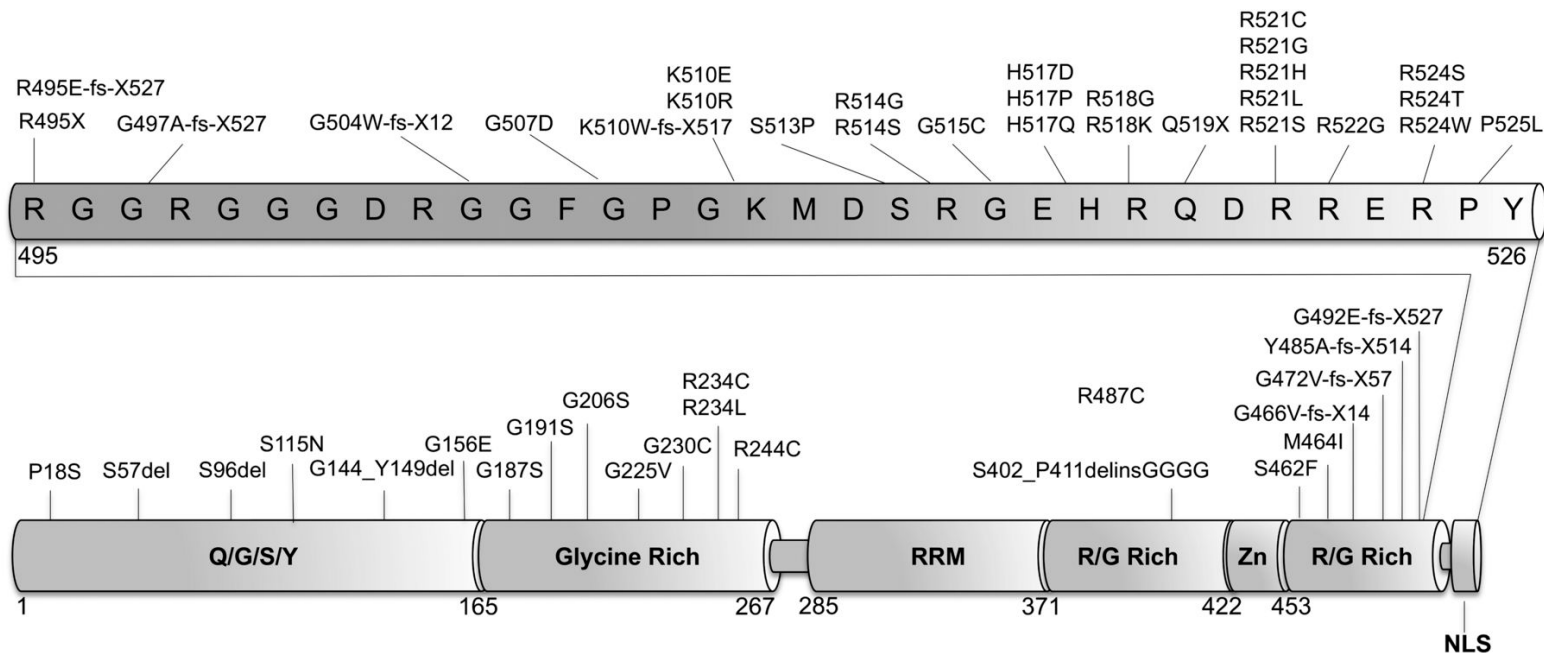 R521C
R521G
R495E-fs-X527 K510E H517D R521H R524S
K510R R514G H517P R518G R521L R524T
R495X G497A-fs-X527 G504W-fs-X12 G507D K510W-fs-X517 S513P R514S G515C H517Q R518K Q519X R521S R522G R524W P525L
R G G R G G G D R G G F G P G K M D S R G E H R Q D R R E R P Y
495 526
G492E-fs-X527
Y485A-fs-X514
R234C G472V-fs-X57
G206S R234L R487C G466V-fs-X14
S115N G156E G191S G230C R244C M464I
P18S S57del S96del G144_Y149del G187S G225V S402_P411delinsGGGG S462F
Q/G/S/Y Glycine Rich RRM R/G Rich Zn R/G Rich
1 165 267 285 371 422 453
NLS